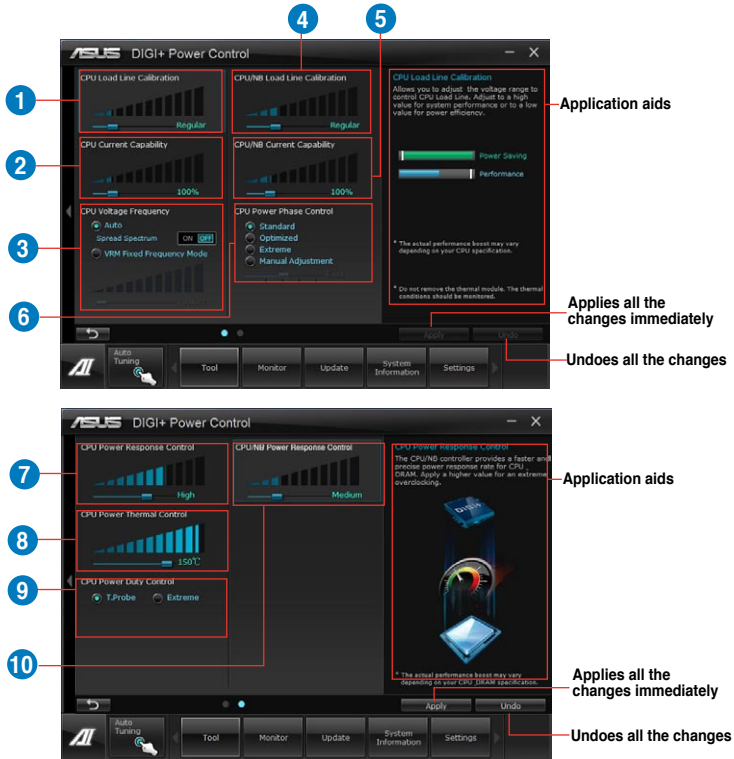 4
5
ASUS DIGI+ Power Control
1
CPU Load Line Calibration
Regular
CPU/NB Load Line Calibration
Regular
CPU Load Line Calibration
Allows you to adjust the voltage range to
control CPU Load Line. Adjust to a high
value for system performance or to a low
value for power efficiency.
Power Saving
Performance
* The actual performance boost may vary
depending on your CPU specification.
* Do not remove the thermal module. The thermal
conditions should be monitored.
Application aids
2
CPU Current Capability
100%
CPU/NB Current Capability
100%
3
CPU Voltage Frequency
Auto
Spread Spectrum ON OFF
VRM Fixed Frequency Mode
CPU Power Phase Control
Standard
Optimized
Extreme
Manual Adjustment
6
Apply
Undo
Applies all the
changes immediately
Undoes all the changes
AI
Auto
Tuning
Tool
Monitor
Update
System
Information
Settings
ASUS DIGI+ Power Control
7
CPU Power Response Control
High
CPU/NB Power Response Control
Medium
CPU Power Response Control
The CPU/NB controller provides a faster and
precise power response rate for CPU_
DRAM. Apply a higher value for an extreme
overclocking.
DIGI+
* The actual performance boost may vary
depending on your CPU_DRAM specification.
Application aids
8
CPU Power Thermal Control
150℃
9
CPU Power Duty Control
T.Probe
Extreme
10
Apply
Undo
Applies all the
changes immediately
Undoes all the changes
AI
Auto
Tuning
Tool
Monitor
Update
System
Information
Settings